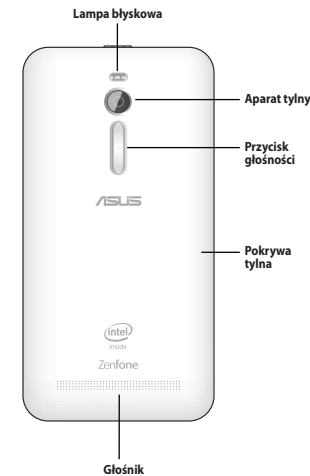 Lampa błyskowa
Aparat tylny
Przycisk
głośności
ASUS
Pokrywa
tylna
intel
inside
Zenfone
Głośnik